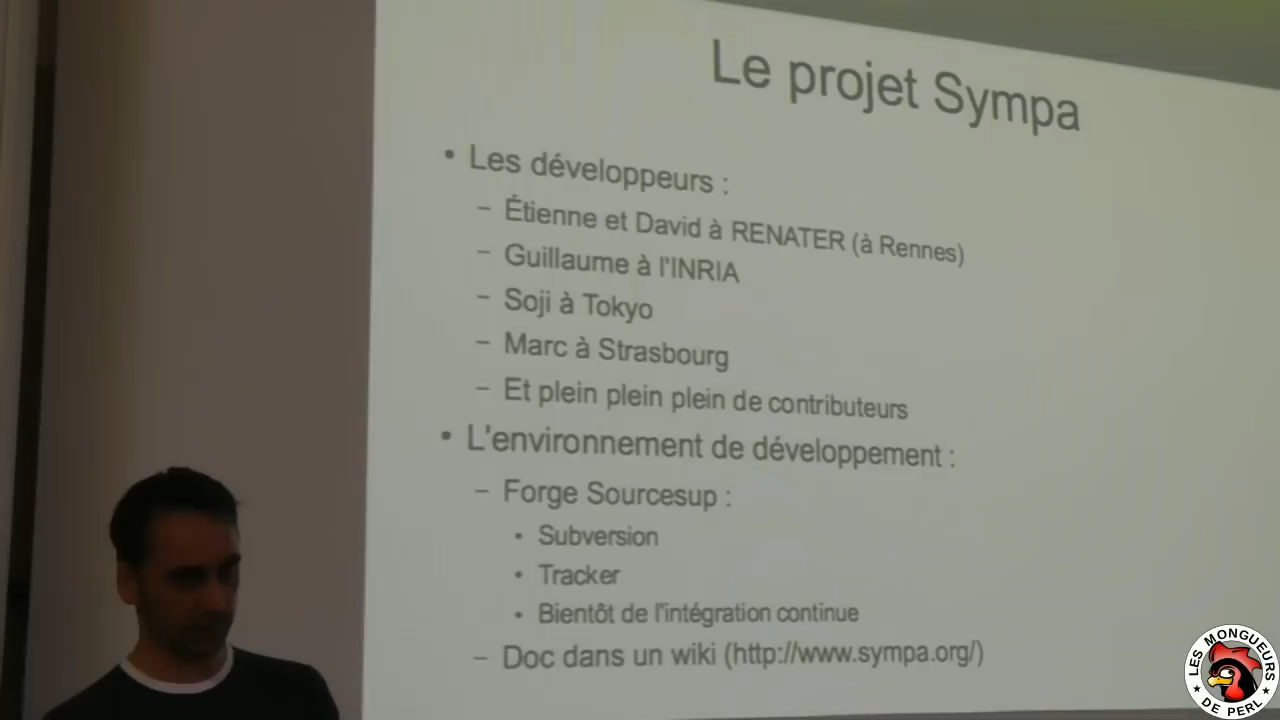 Le projet Sympa
• Les développeurs :
– Étienne et David à RENATER (à Rennes)
– Guillaume à l'INRIA
– Soji à Tokyo
– Marc à Strasbourg
– Et plein plein plein de contributeurs
• L'environnement de développement :
– Forge Sourcesup :
• Subversion
• Tracker
• Bientôt de l'intégration continue
– Doc dans un wiki (http://www.sympa.org/)
LES MONGUEURS
★ DE PERL ★